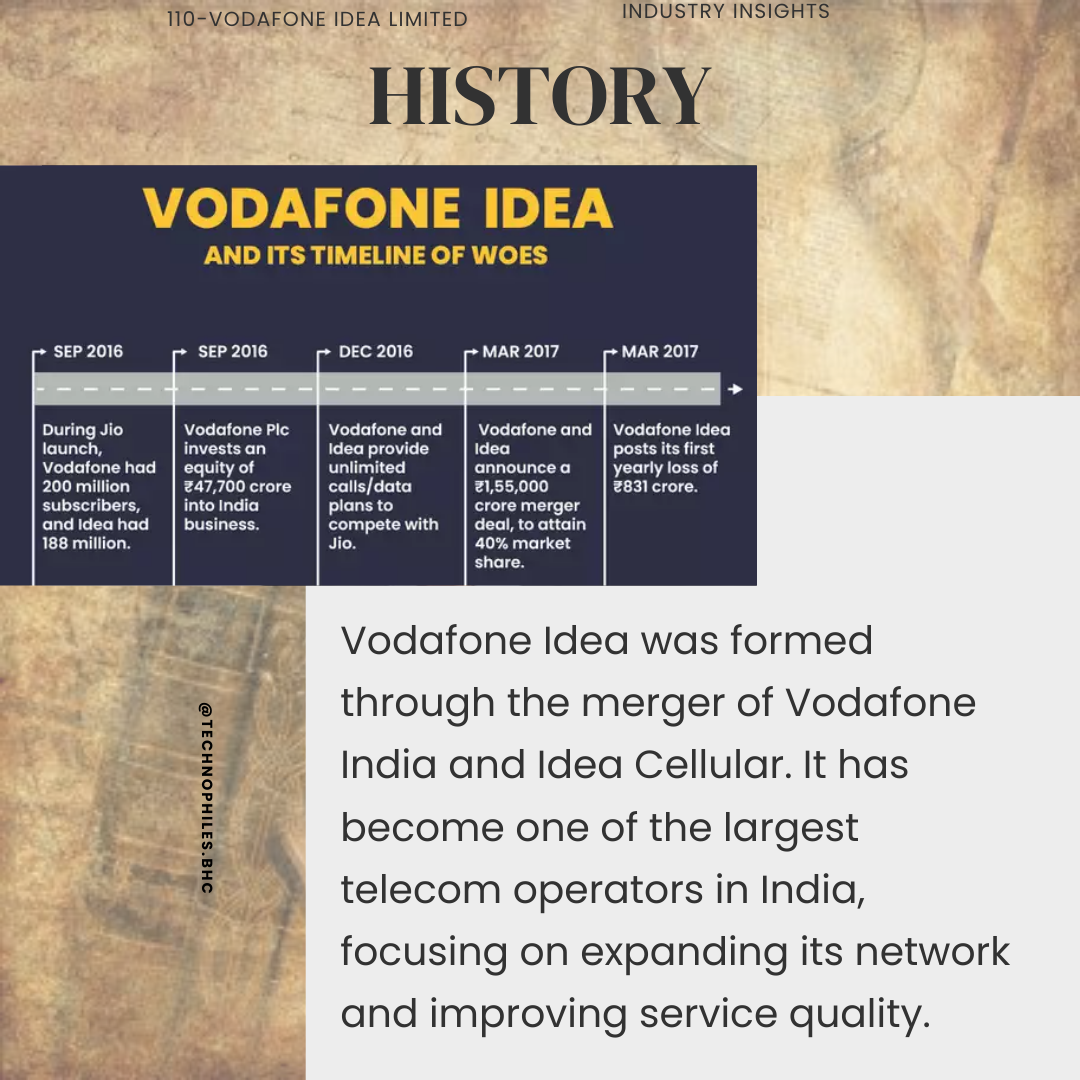 110-VODAFONE IDEA LIMITED
INDUSTRY INSIGHTS
HISTORY
VODAFONE IDEA
AND ITS TIMELINE OF WOES
SEP 2016
During Jio
launch,
Vodafone had
200 million
subscribers,
and Idea had
188 million.
SEP 2016
Vodafone Plc
invests an
equity of
₹47,700 crore
into India
business.
DEC 2016
Vodafone and
Idea provide
unlimited
calls/data
plans to
compete with
Jio.
MAR 2017
Vodafone and
Idea
announce a
₹1,55,000
crore merger
deal, to attain
40% market
share.
MAR 2017
Vodafone Idea
posts its first
yearly loss of
₹831 crore.
@TECHNOPHILES.BHC
Vodafone Idea was formed
through the merger of Vodafone
India and Idea Cellular. It has
become one of the largest
telecom operators in India,
focusing on expanding its network
and improving service quality.